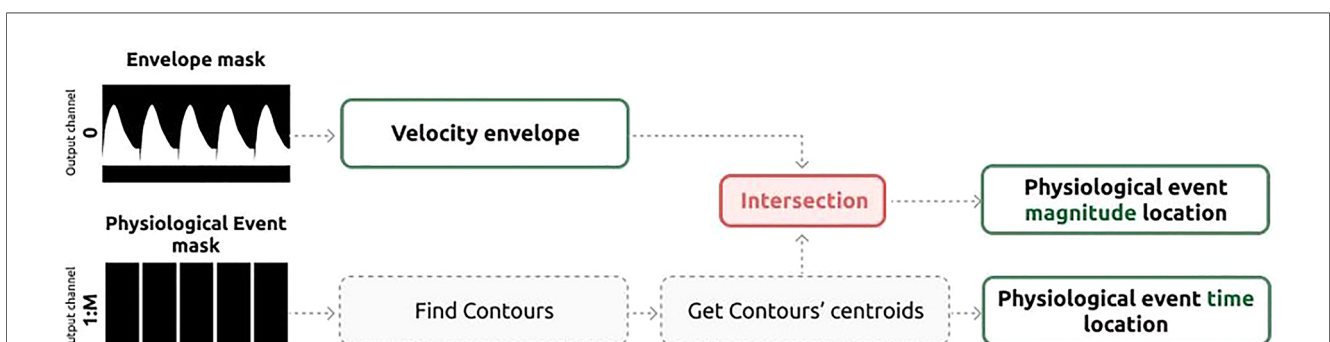 Envelope mask
Output channel
0
Velocity envelope
Intersection
Physiological event
magnitude location
Physiological Event
mask
Output channel
1:M
Find Contours
Get Contours’ centroids
Physiological event time
location